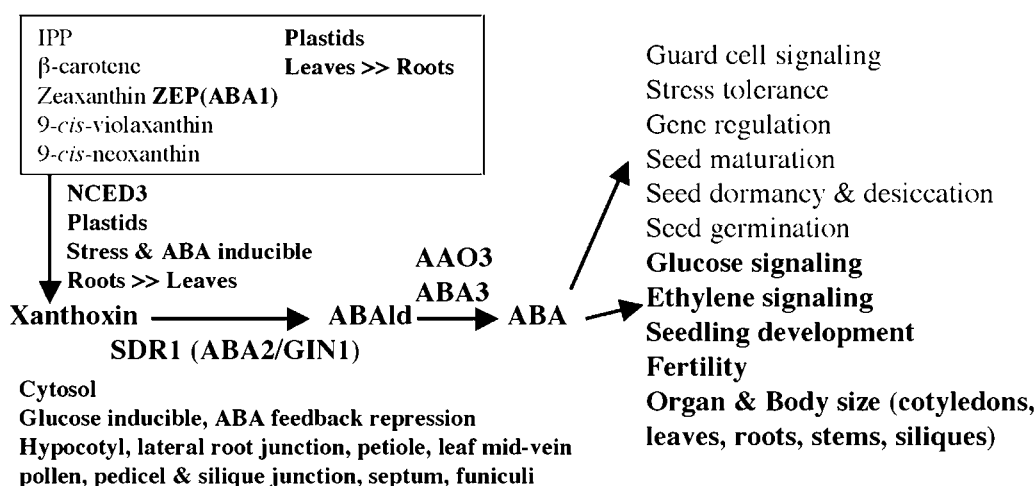 IPP
Plastids
β-carotene
Leaves >> Roots
Zeaxanthin ZEP(ABA1)
9-cis-violaxanthin
9-cis-neoxanthin
NCED3
Plastids
Stress & ABA inducible
Roots >> Leaves
Xanthoxin
SDR1 (ABA2/GIN1)
ABAld
AAO3
ABA3
ABA
Cytosol
Glucose inducible, ABA feedback repression
Hypocotyl, lateral root junction, petiole, leaf mid-vein
pollen, pedicel & silique junction, septum, funiculi
Guard cell signaling
Stress tolerance
Gene regulation
Seed maturation
Seed dormancy & desiccation
Seed germination
Glucose signaling
Ethylene signaling
Seedling development
Fertility
Organ & Body size (cotyledons,
leaves, roots, stems, siliques)